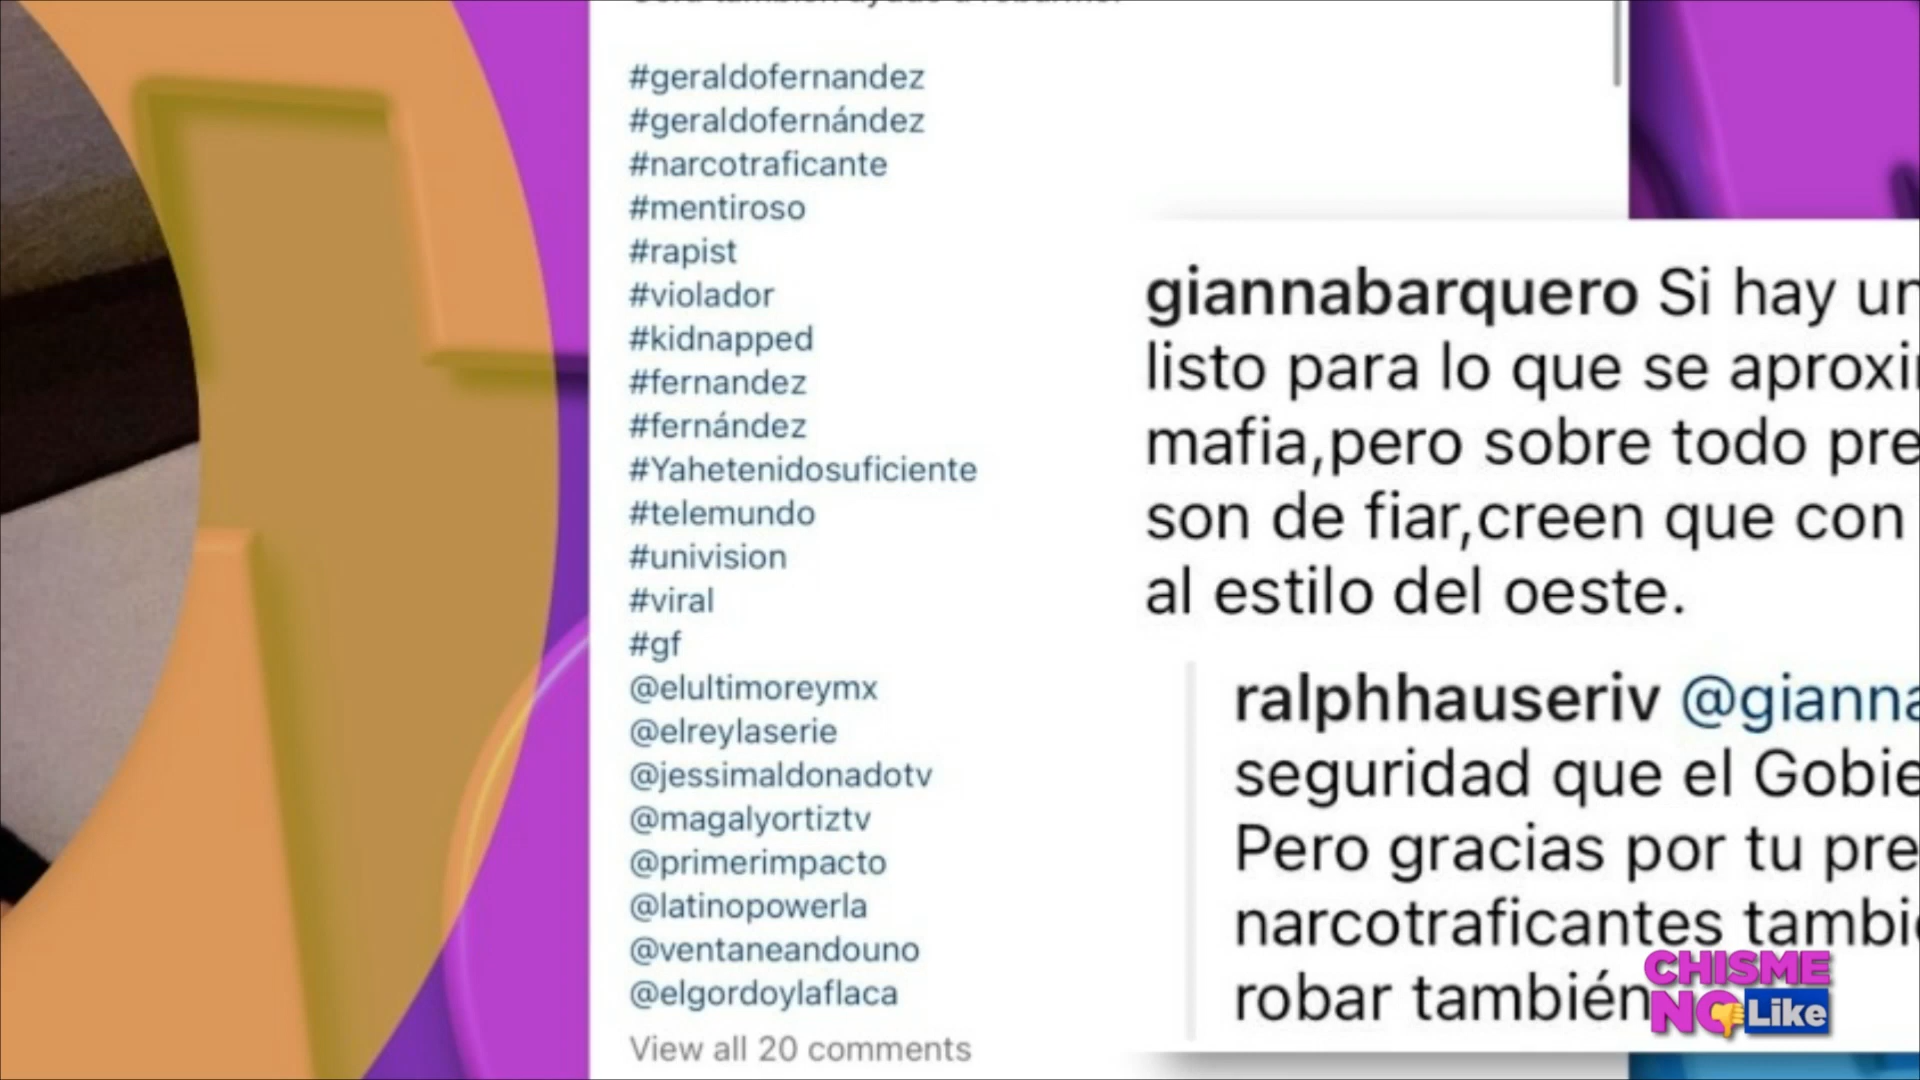 #geraldofernandez
#geraldofernández
#narcotraficante
#mentiroso
#rapist
#violador
#kidnapped
#fernandez
#fernández
#Yahetenidosuficiente
#telemundo
#univision
#viral
#gf
@elultimoreymx
@elreylaserie
@jessimaldonadotv
@magalyortiztv
@primerimpacto
@latinopowerla
@ventaneandouno
@elgordoylaflaca
View all 20 comments
giannabarquero Si hay un
listo para lo que se aproxi
mafia,pero sobre todo pre
son de fiar,creen que con
al estilo del oeste.
ralphhauseriv @gianna
seguridad que el Gobie
Pero gracias por tu pre
narcotraficantes tambi
robar también
CHISME
NO Like